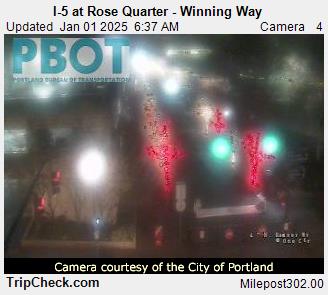 I-5 at Rose Quarter - Winning Way
Updated Jan 01 2025 6:37 AM Camera 4
PBOT
PORTLAND BUREAU OF TRANSPORTATION
Camera courtesy of the City of Portland
TripCheck.com Milepost302.00